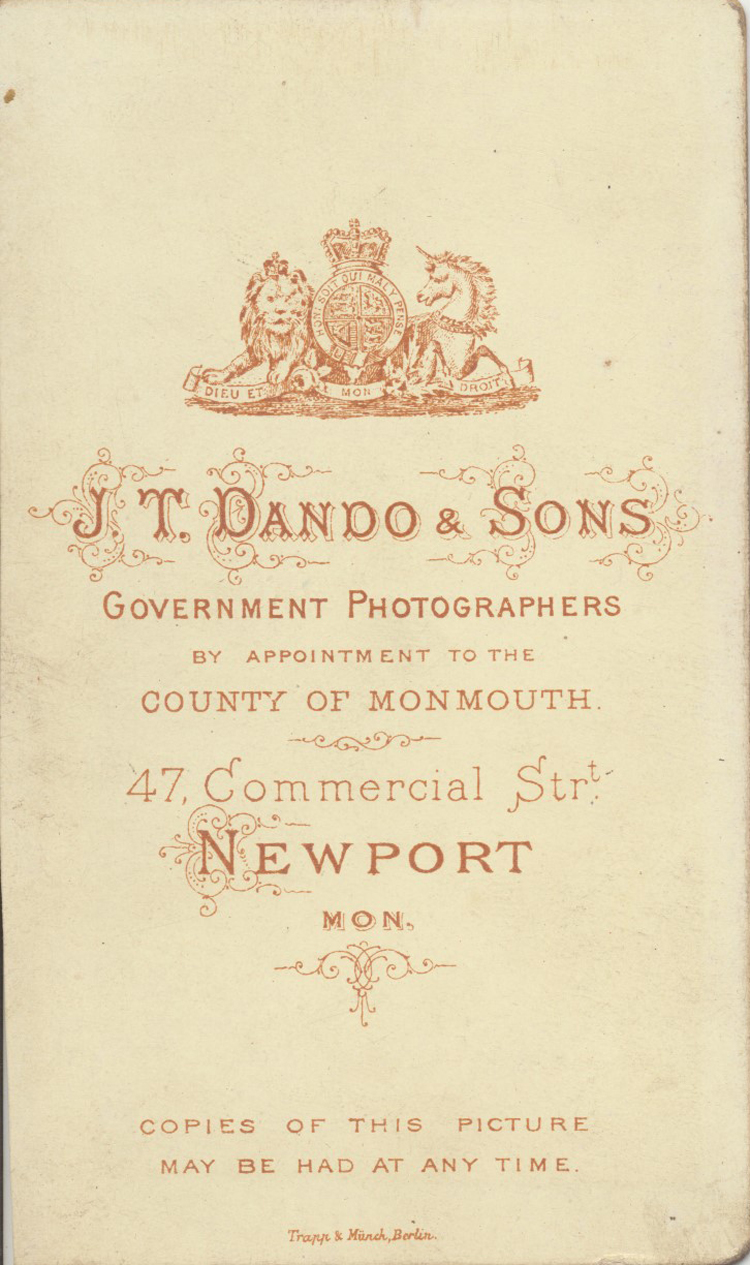 HONI SOIT QUI MAL Y PENSE
DIEU ET MON DROIT
J. T. DANDO & SONS
GOVERNMENT PHOTOGRAPHERS
BY APPOINTMENT TO THE
COUNTY OF MONMOUTH.
47, Commercial Strt.
NEWPORT
MON.
COPIES OF THIS PICTURE
MAY BE HAD AT ANY TIME.
Trapp & Münch, Berlin.